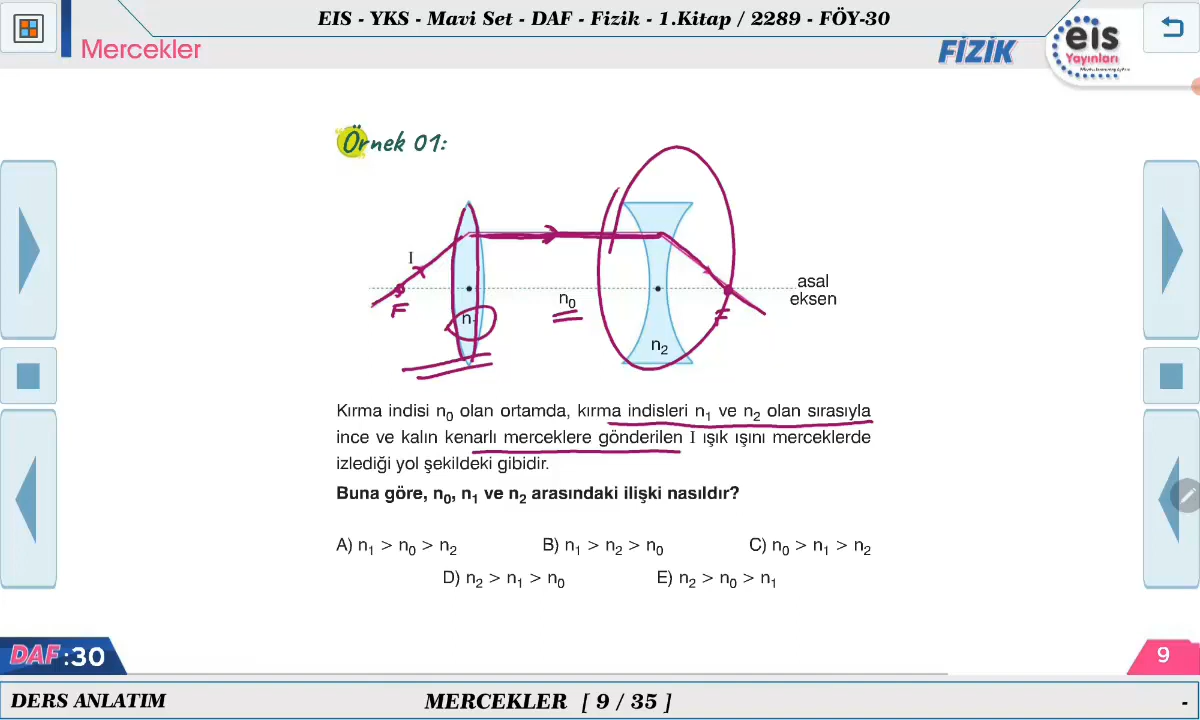 EIS - YKS - Mavi Set - DAF - Fizik - 1.Kitap / 2289 - FÖY-30
Mercekler
FİZİK
eis
Yayınları
Örnek 01:
I
asal
eksen
n₀
F
F
n₂
Kırma indisi n₀ olan ortamda, kırma indisleri n₁ ve n₂ olan sırasıyla
ince ve kalın kenarlı merceklere gönderilen I ışık ışını merceklerde
izlediği yol şekildeki gibidir.
Buna göre, n₀, n₁ ve n₂ arasındaki ilişki nasıldır?
A) n₁ > n₀ > n₂ B) n₁ > n₂ > n₀ C) n₀ > n₁ > n₂
D) n₂ > n₁ > n₀ E) n₂ > n₀ > n₁
DAF:30
9
DERS ANLATIM MERCEKLER [ 9 / 35 ] -